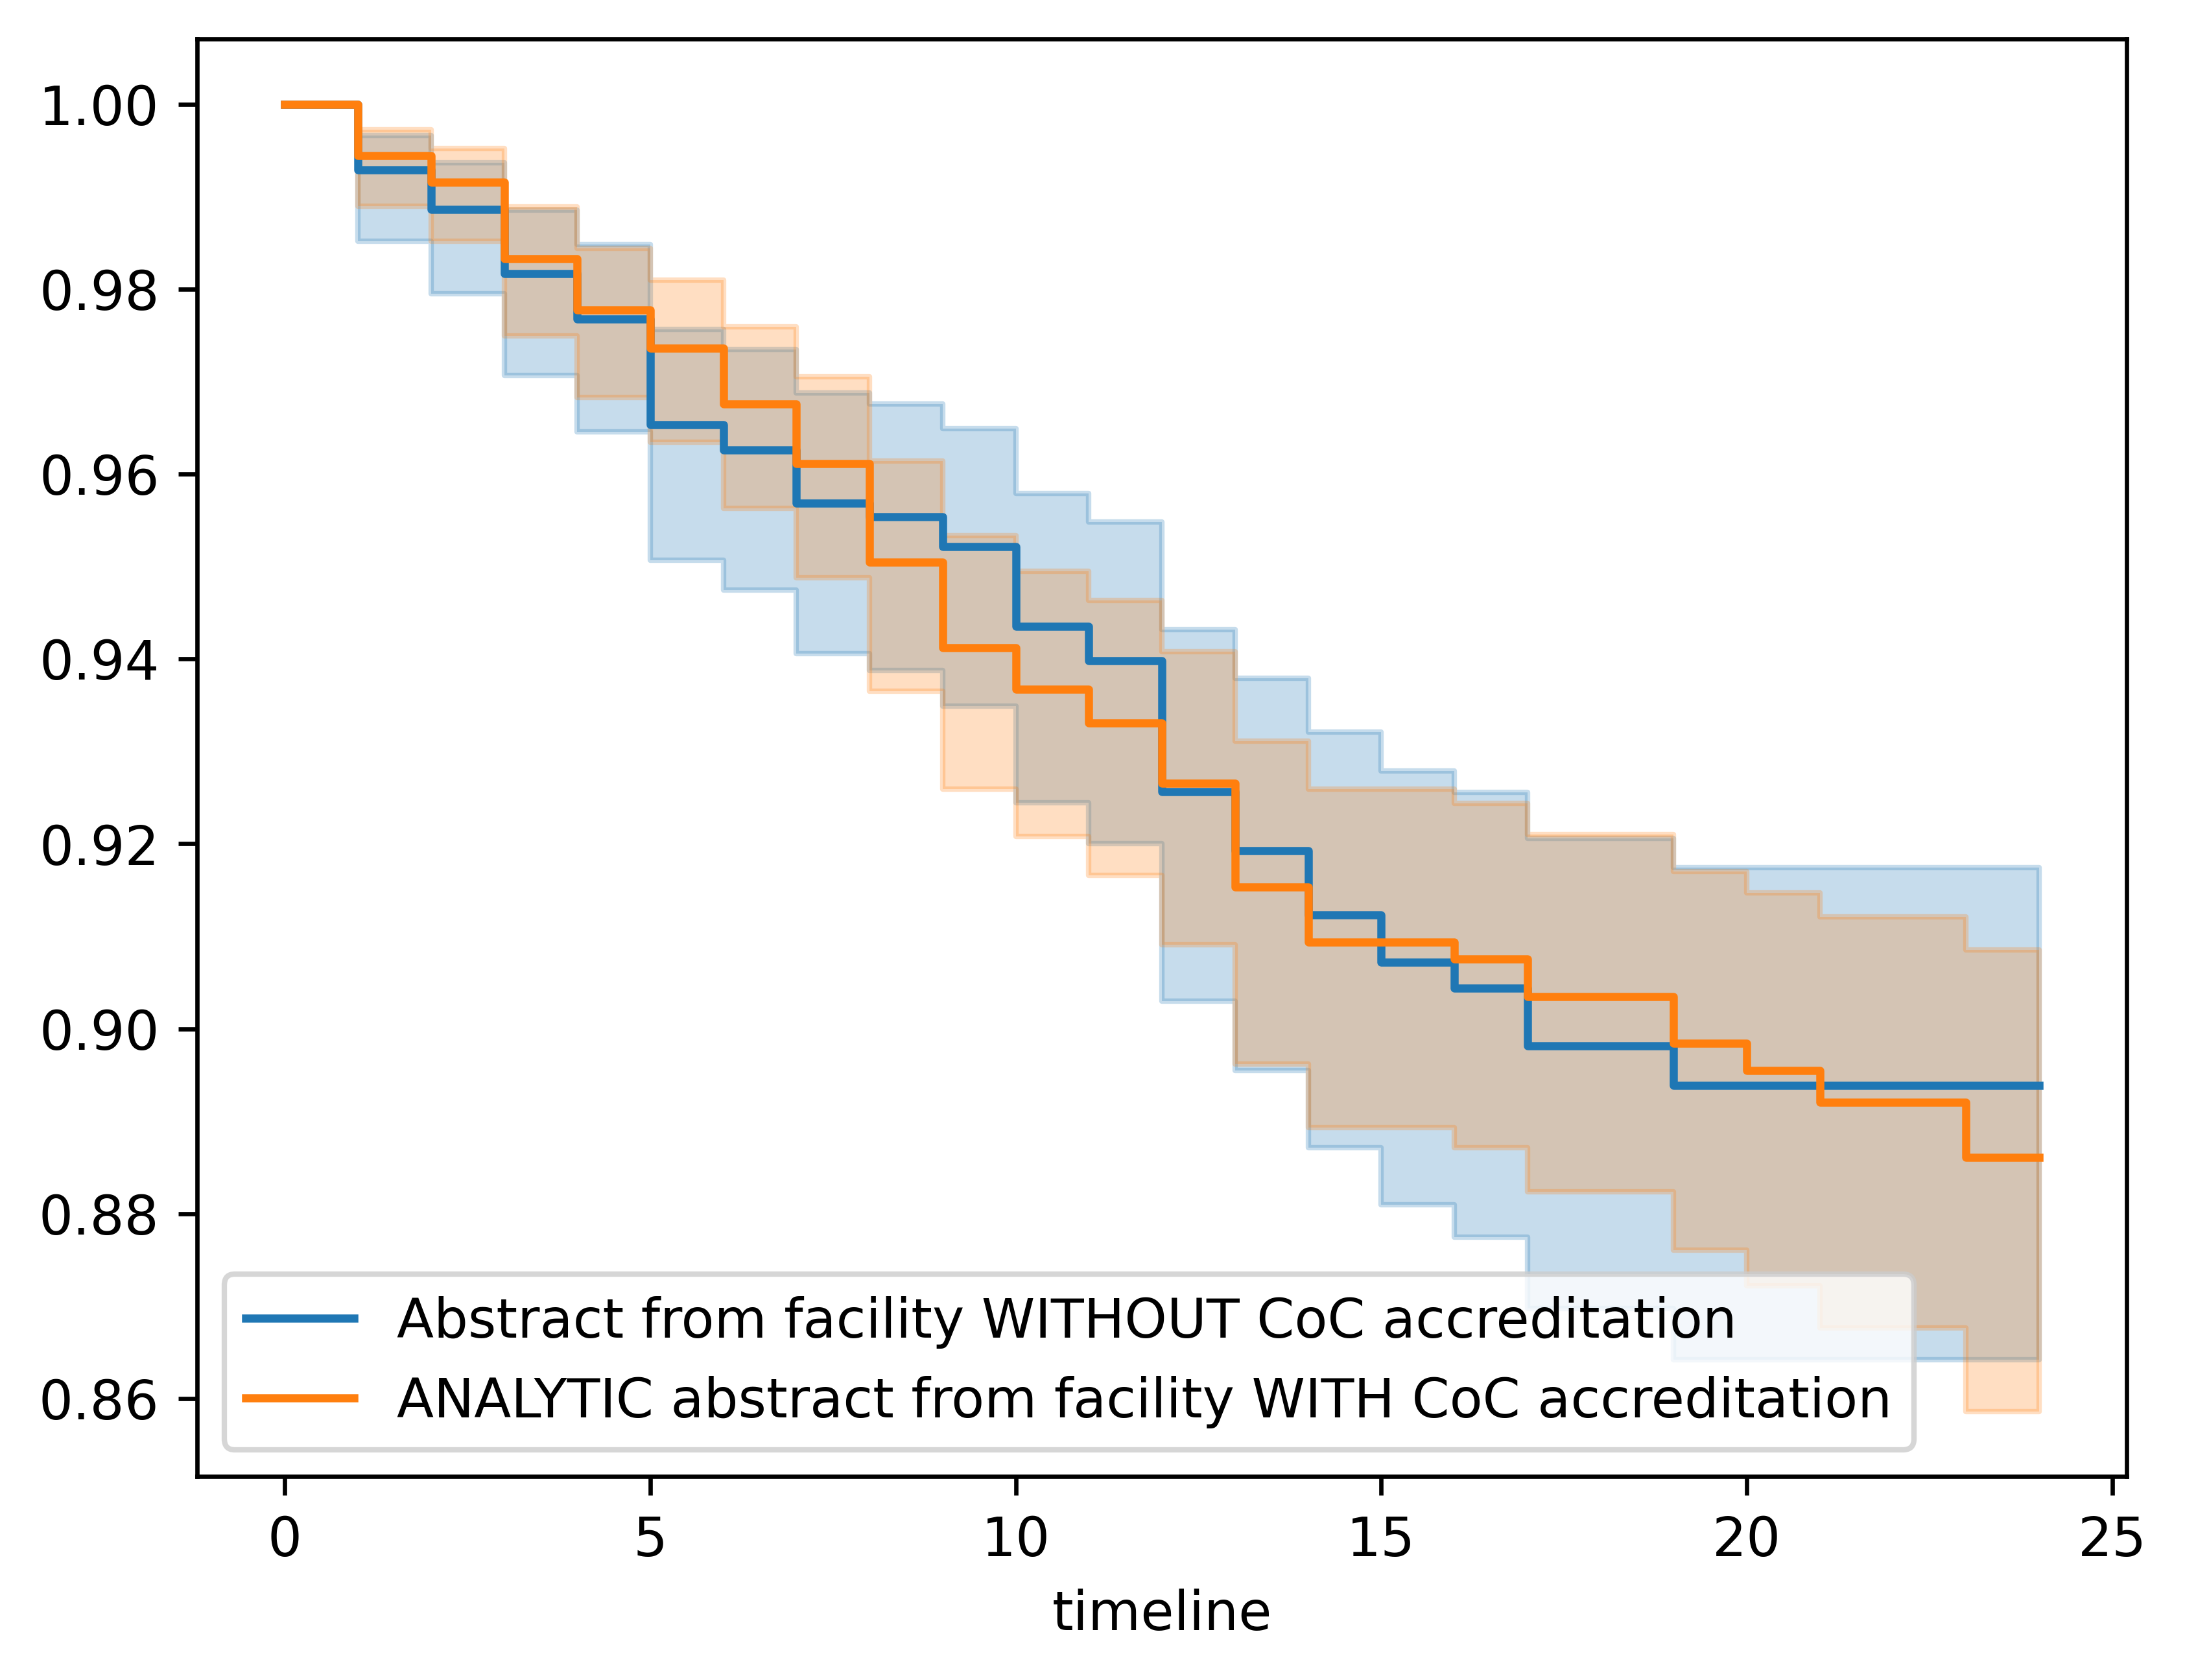 1.00
0.98
0.96
0.94
0.92
0.90
0.88
0.86
Abstract from facility WITHOUT CoC accreditation
ANALYTIC abstract from facility WITH CoC accreditation
0 5 10 15 20 25
timeline